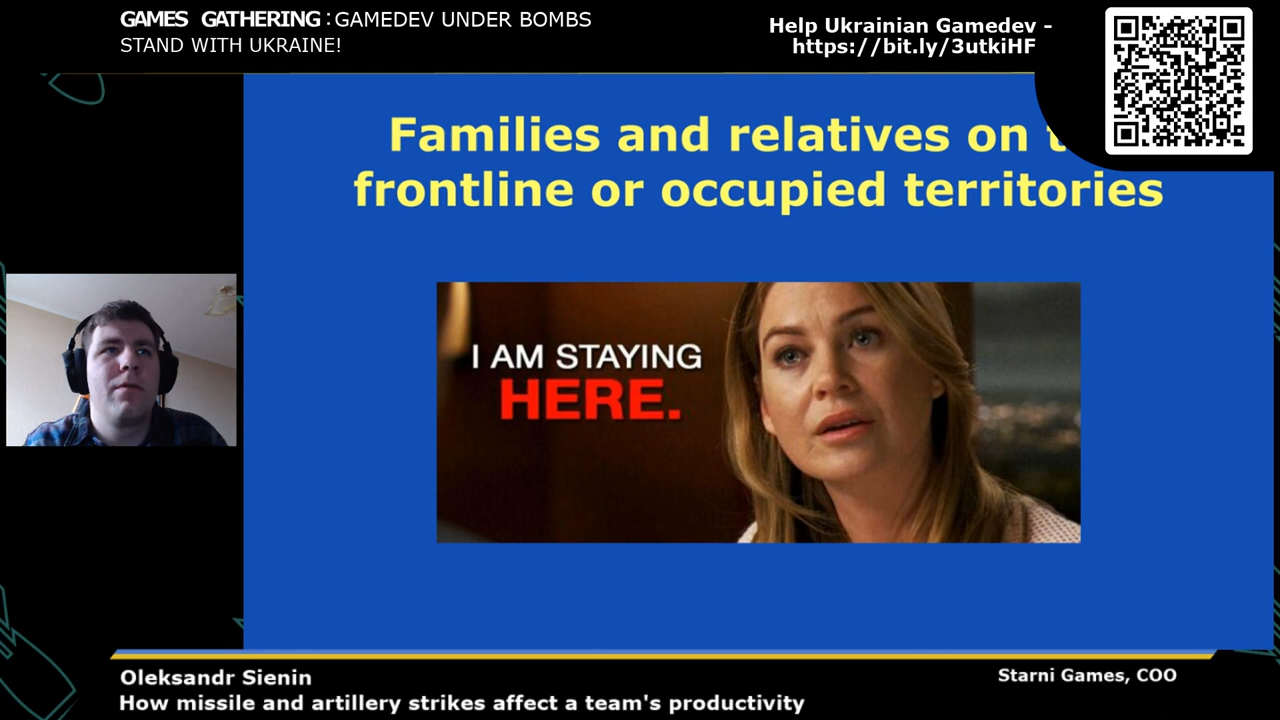 GAMES GATHERING : GAMEDEV UNDER BOMBS
STAND WITH UKRAINE!
Help Ukrainian Gamedev -
https://bit.ly/3utkiHF
Families and relatives on
frontline or occupied territories
I AM STAYING
HERE.
Oleksandr Sienin
How missile and artillery strikes affect a team's productivity
Starni Games, COO